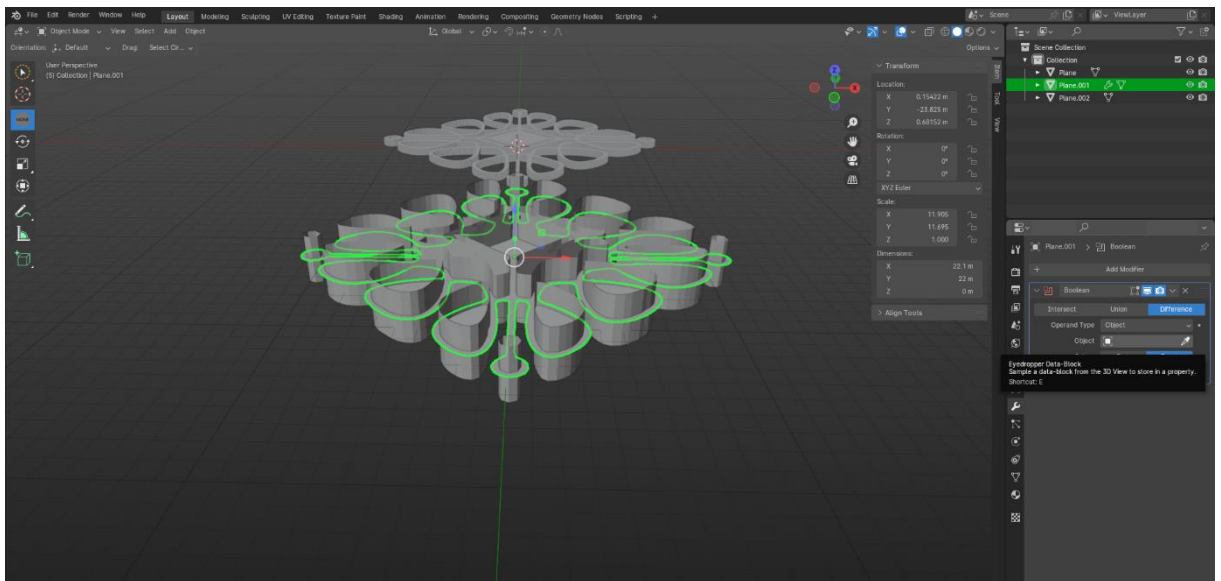 File Edit Render Window Help Layout Modeling Sculpting UV Editing Texture Paint Shading Animation Rendering Compositing Geometry Nodes Scripting + Scene ViewLayer
Object Mode View Select Add Object Global
Orientation: Default Drag: Select Cir... Options
User Perspective
(5) Collection | Plane.001
Transform
Location:
X 0.15422 m
Y -23.825 m
Z 0.68152 m
Rotation:
X 0°
Y 0°
Z 0°
XYZ Euler
Scale:
X 11.905
Y 11.695
Z 1.000
Dimensions:
X 22.1 m
Y 22 m
Z 0 m
Align Tools
Item
Tool
View
Scene Collection
Collection
Plane
Plane.001
Plane.002
Plane.001 > Boolean
+ Add Modifier
Boolean
Intersect Union Difference
Operand Type Object
Object
Eyedropper Data-Block
Sample a data-block from the 3D View to store in a property.
Shortcut: E